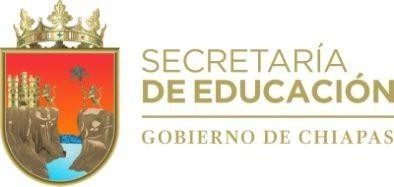 SECRETARÍA
DE EDUCACIÓN
GOBIERNO DE CHIAPAS